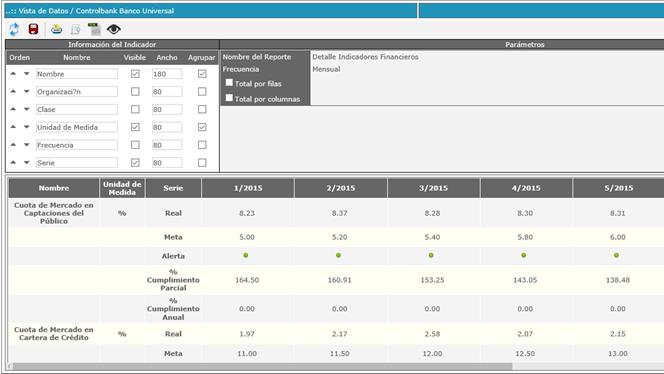 ..:: Vista de Datos / Controlbank Banco Universal
Información del Indicador
Parámetros
Orden Nombre Visible Ancho Agrupar
Nombre 180
Organizaci?n 80
Clase 80
Unidad de Medida 80
Frecuencia 80
Serie 80
Nombre del Reporte Detalle Indicadores Financieros
Frecuencia Mensual
Total por filas
Total por columnas
Nombre Unidad de Medida Serie 1/2015 2/2015 3/2015 4/2015 5/2015
Cuota de Mercado en Captaciones del Público % Real 8.23 8.37 8.28 8.30 8.31
Meta 5.00 5.20 5.40 5.80 6.00
Alerta
% Cumplimiento Parcial 164.50 160.91 153.25 143.05 138.48
% Cumplimiento Anual 0.00 0.00 0.00 0.00 0.00
Cuota de Mercado en Cartera de Crédito % Real 1.97 2.17 2.58 2.07 2.15
Meta 11.00 11.50 12.00 12.50 13.00